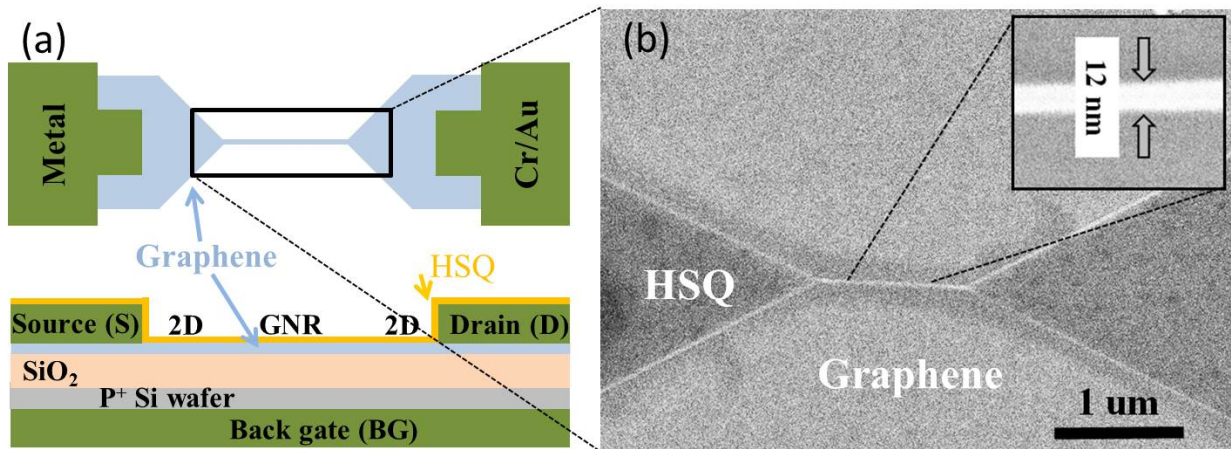 (a)
Metal
Cr/Au
Graphene
HSQ
Source (S)
2D
GNR
2D
Drain (D)
SiO₂
P⁺ Si wafer
Back gate (BG)
(b)
12 nm
HSQ
Graphene
1 um